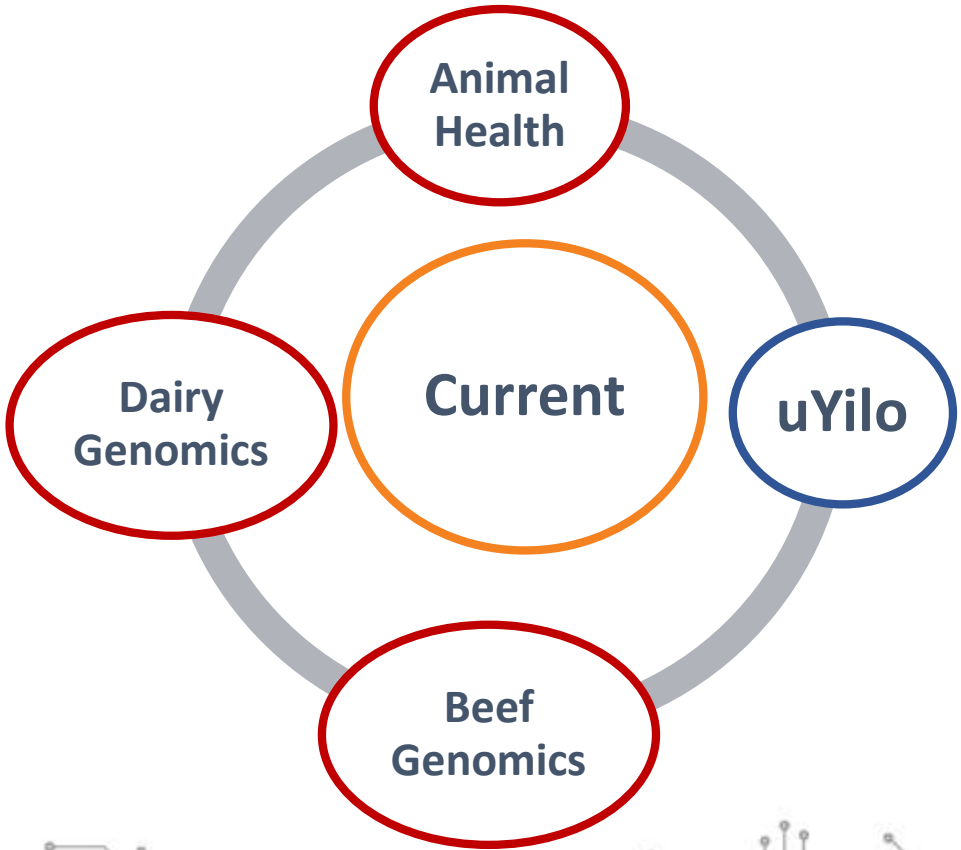 Animal
Health
Dairy
Genomics
Current
uYilo
Beef
Genomics